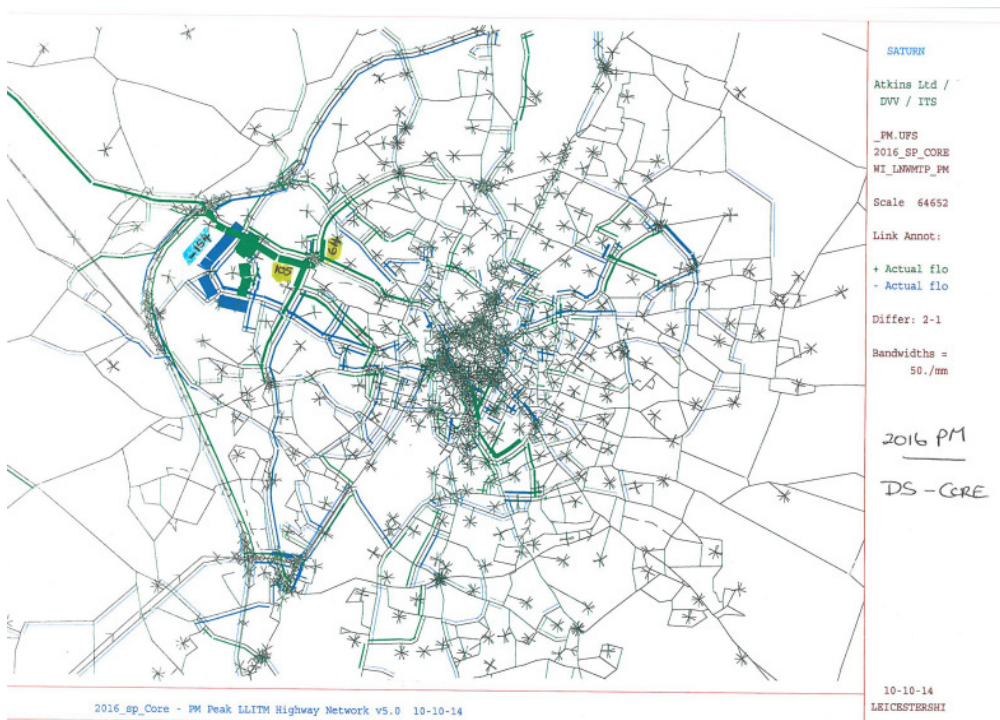 SATURN
Atkins Ltd /
DVV / ITS
_PM.UFS
2016_SP_CORE
WI_LNWMTP_PM
Scale 64652
Link Annot:
+ Actual flo
- Actual flo
Differ: 2-1
Bandwidths =
50./mm
2016 PM
DS-CORE
-154
105
10-10-14
LEICESTERSHI
2016_sp_Core - PM Peak LLITM Highway Network v5.0 10-10-14